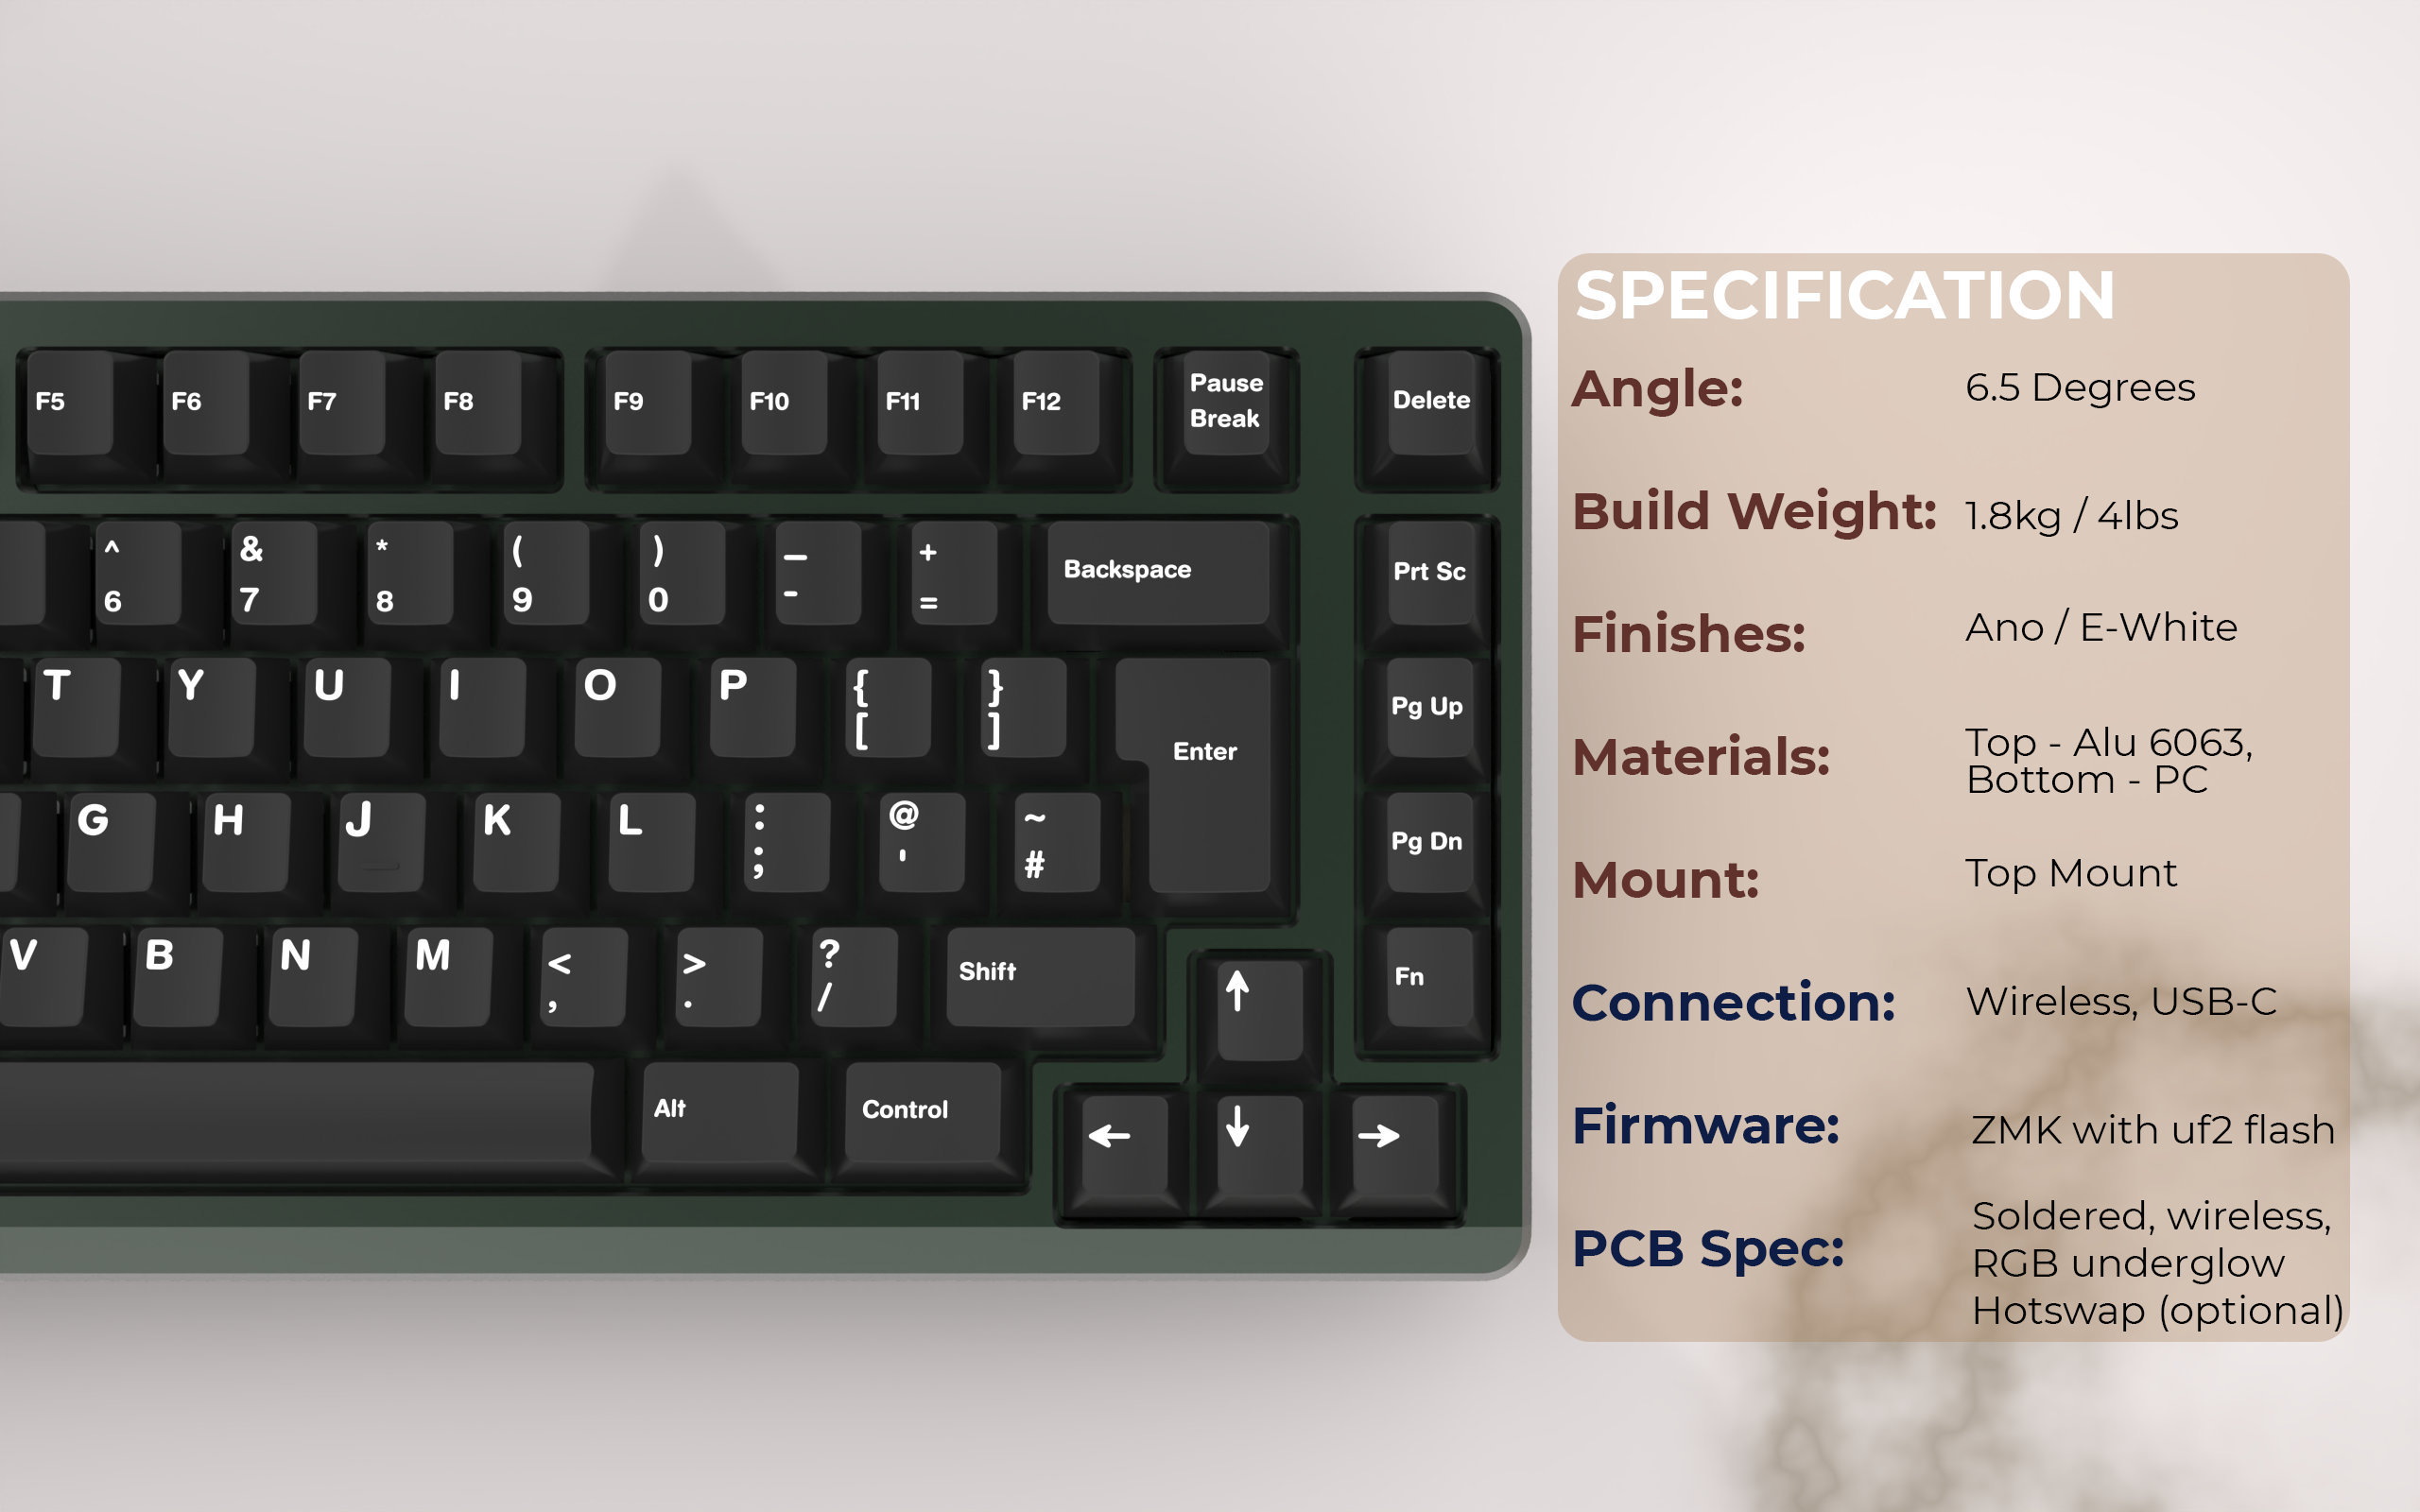 F5 F6 F7 F8 F9 F10 F11 F12 Pause Break Delete
^ & * ( ) _ +
6 7 8 9 0 - = Backspace Prt Sc
T Y U I O P { } Enter Pg Up
[ ]
G H J K L : @ ~ Pg Dn
; ' #
V B N M < > ? Shift ↑ Fn
, . /
Alt Control ← ↓ →
SPECIFICATION
Angle: 6.5 Degrees
Build Weight: 1.8kg / 4lbs
Finishes: Ano / E-White
Materials: Top - Alu 6063,
Bottom - PC
Mount: Top Mount
Connection: Wireless, USB-C
Firmware: ZMK with uf2 flash
PCB Spec: Soldered, wireless,
RGB underglow
Hotswap (optional)